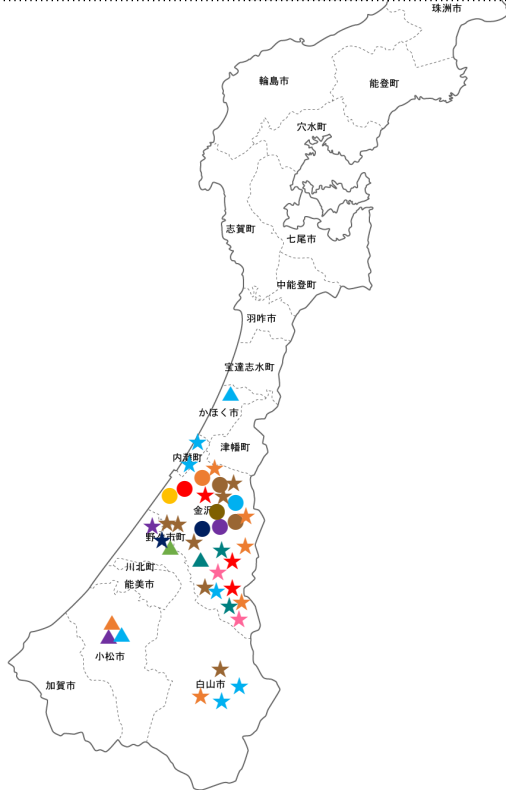 珠洲市
輪島市
能登町
穴水町
志賀町
七尾市
中能登町
羽咋市
宝達志水町
かほく市
津幡町
内灘町
金沢
野々市町
川北町
能美市
小松市
白山市
加賀市